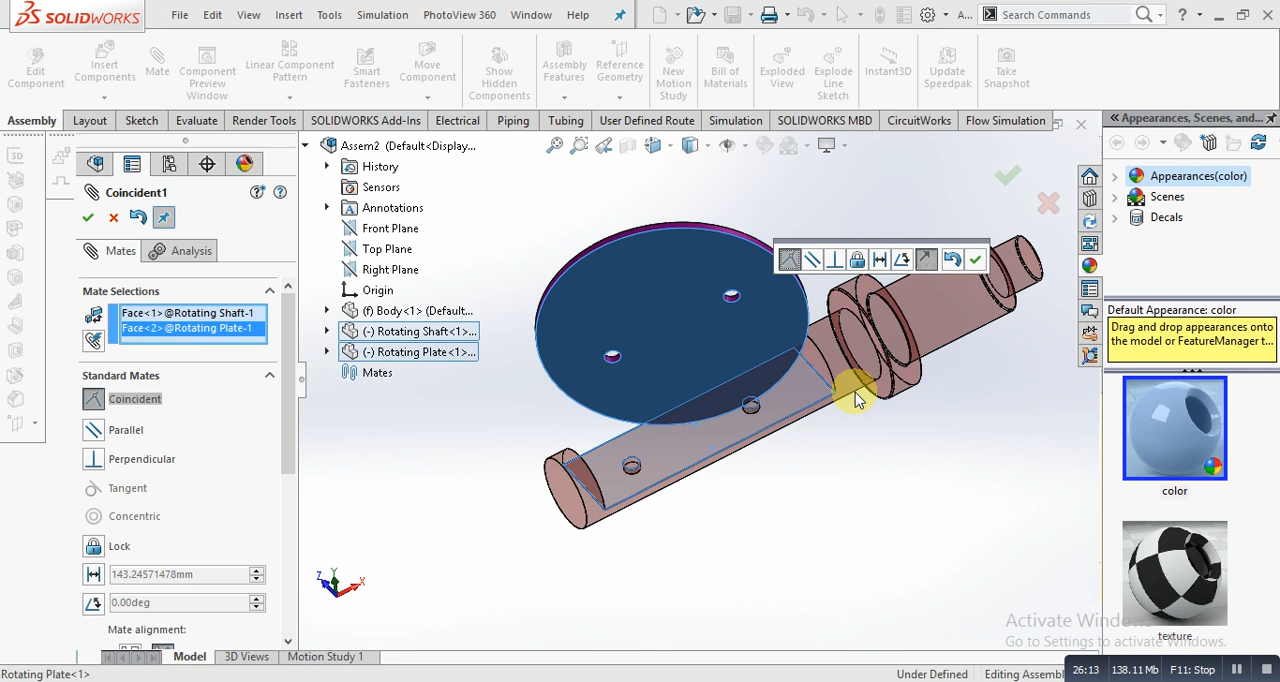 SOLIDWORKS
File Edit View Insert Tools Simulation PhotoView 360 Window Help
A... Search Commands
Edit Component
Insert Components
Mate
Component Preview Window
Linear Component Pattern
Smart Fasteners
Move Component
Show Hidden Components
Assembly Features
Reference Geometry
New Motion Study
Bill of Materials
Exploded View
Explode Line Sketch
Instant3D
Update Speedpak
Take Snapshot
Assembly Layout Sketch Evaluate Render Tools SOLIDWORKS Add-Ins Electrical Piping Tubing User Defined Route Simulation SOLIDWORKS MBD CircuitWorks Flow Simulation
Coincident1
Mates Analysis
Mate Selections
Face<1> @Rotating Shaft-1
Face<2> @Rotating Plate-1
Standard Mates
Coincident
Parallel
Perpendicular
Tangent
Concentric
Lock
143.24571478mm
0.00deg
Mate alignment:
Assem2 (Default<Display...
History
Sensors
Annotations
Front Plane
Top Plane
Right Plane
Origin
(f) Body<1> (Default...
(-) Rotating Shaft<1>...
(-) Rotating Plate<1>...
Mates
Z Y X
Appearances, Scenes, and...
Appearances(color)
Scenes
Decals
Default Appearance: color
Drag and drop appearances onto
the model or FeatureManager t...
color
texture
Activate Windows
Go to Settings to activate Windows.
Model 3D Views Motion Study 1
Rotating Plate<1>
Under Defined Editing Assembl
26:13 138.11 Mb F11: Stop